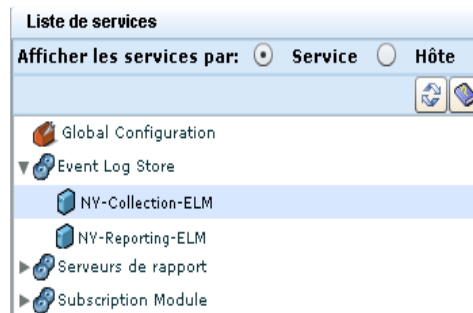 Liste de services
Afficher les services par: Service Hôte
Global Configuration
Event Log Store
NY-Collection-ELM
NY-Reporting-ELM
Serveurs de rapport
Subscription Module